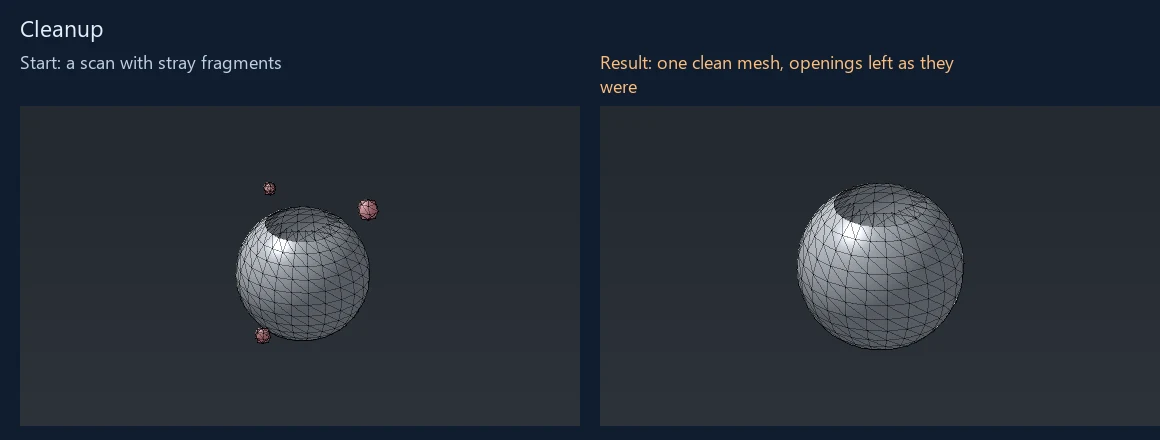 Cleanup
Start: a scan with stray fragments
Result: one clean mesh, openings left as they
were